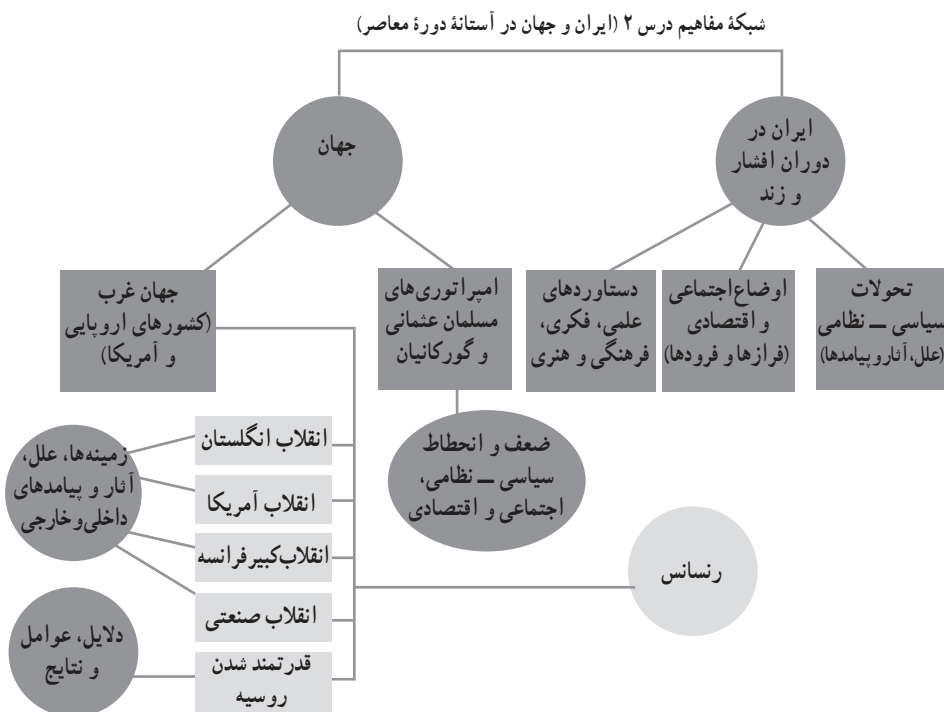 شبکهٔ مفاهیم درس ۲ (ایران و جهان در آستانهٔ دورهٔ معاصر)
ایران در
دوران افشار
و زند
جهان
تحولات
سیاسی ــ نظامی
(علل، آثار و پیامدها)
اوضاع اجتماعی
و اقتصادی
(فرازها و فرودها)
دستاوردهای
علمی، فکری،
فرهنگی و هنری
امپراتوری‌های
مسلمان عثمانی
و گورکانیان
جهان غرب
(کشورهای اروپایی
و آمریکا)
ضعف و انحطاط
سیاسی ــ نظامی،
اجتماعی و اقتصادی
رنسانس
انقلاب انگلستان
انقلاب آمریکا
انقلاب کبیر فرانسه
انقلاب صنعتی
قدرتمند شدن
روسیه
زمینه‌ها، علل،
آثار و پیامدهای
داخلی و خارجی
دلایل، عوامل
و نتایج